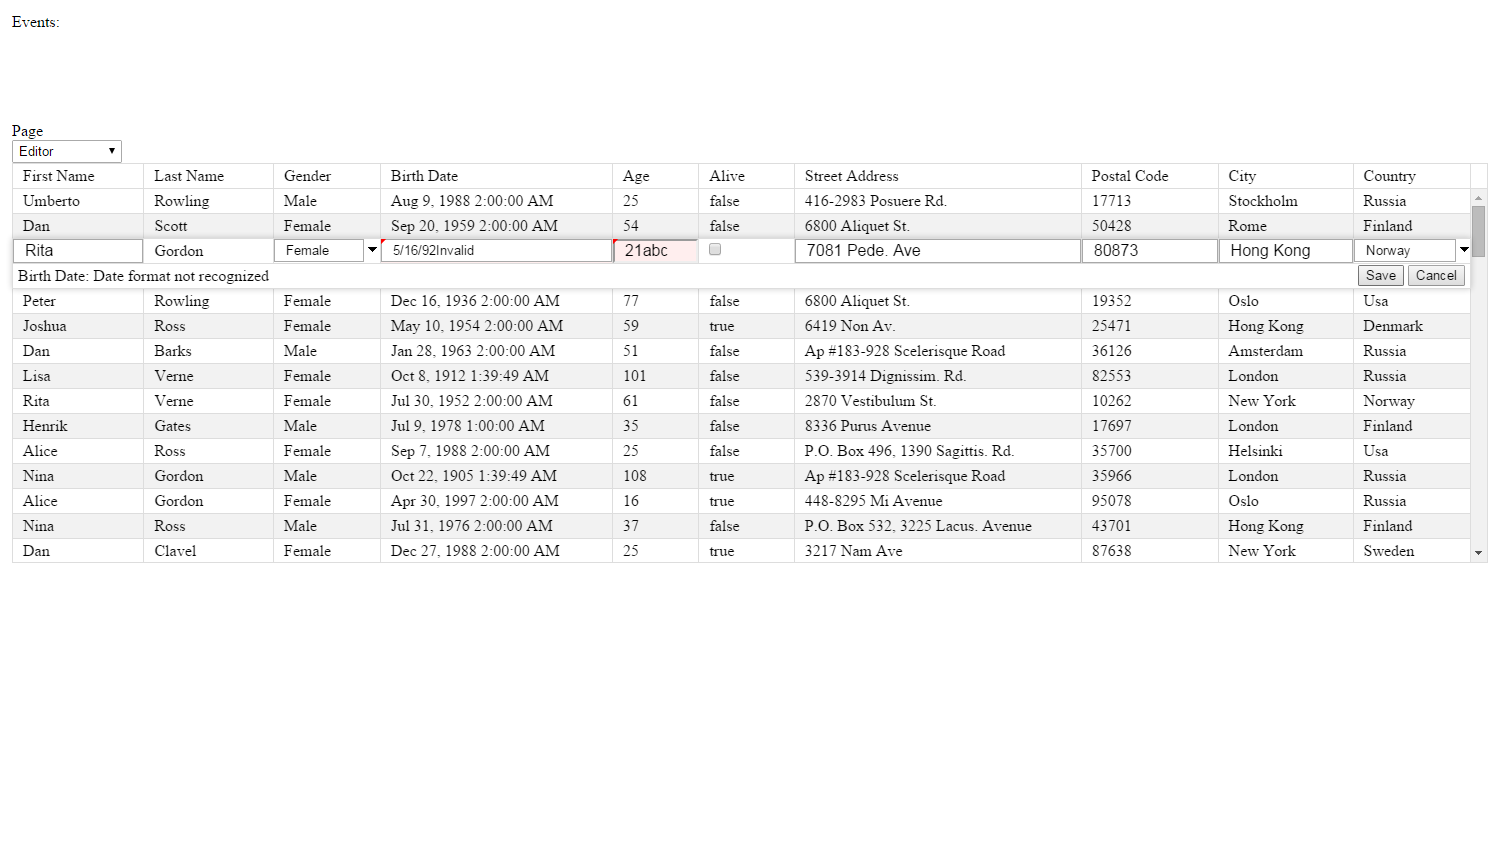 Events:
Page
Editor
First Name Last Name Gender Birth Date Age Alive Street Address Postal Code City Country
Umberto Rowling Male Aug 9, 1988 2:00:00 AM 25 false 416-2983 Posuere Rd. 17713 Stockholm Russia
Dan Scott Female Sep 20, 1959 2:00:00 AM 54 false 6800 Aliquet St. 50428 Rome Finland
Rita Gordon Female 5/16/92Invalid 21abc 7081 Pede. Ave 80873 Hong Kong Norway
Birth Date: Date format not recognized Save Cancel
Peter Rowling Female Dec 16, 1936 2:00:00 AM 77 false 6800 Aliquet St. 19352 Oslo Usa
Joshua Ross Female May 10, 1954 2:00:00 AM 59 true 6419 Non Av. 25471 Hong Kong Denmark
Dan Barks Male Jan 28, 1963 2:00:00 AM 51 false Ap #183-928 Scelerisque Road 36126 Amsterdam Russia
Lisa Verne Female Oct 8, 1912 1:39:49 AM 101 false 539-3914 Dignissim. Rd. 82553 London Russia
Rita Verne Female Jul 30, 1952 2:00:00 AM 61 false 2870 Vestibulum St. 10262 New York Norway
Henrik Gates Male Jul 9, 1978 1:00:00 AM 35 false 8336 Purus Avenue 17697 London Finland
Alice Ross Female Sep 7, 1988 2:00:00 AM 25 false P.O. Box 496, 1390 Sagittis. Rd. 35700 Helsinki Usa
Nina Gordon Male Oct 22, 1905 1:39:49 AM 108 true Ap #183-928 Scelerisque Road 35966 London Russia
Alice Gordon Female Apr 30, 1997 2:00:00 AM 16 true 448-8295 Mi Avenue 95078 Oslo Russia
Nina Ross Male Jul 31, 1976 2:00:00 AM 37 false P.O. Box 532, 3225 Lacus. Avenue 43701 Hong Kong Finland
Dan Clavel Female Dec 27, 1988 2:00:00 AM 25 true 3217 Nam Ave 87638 New York Sweden